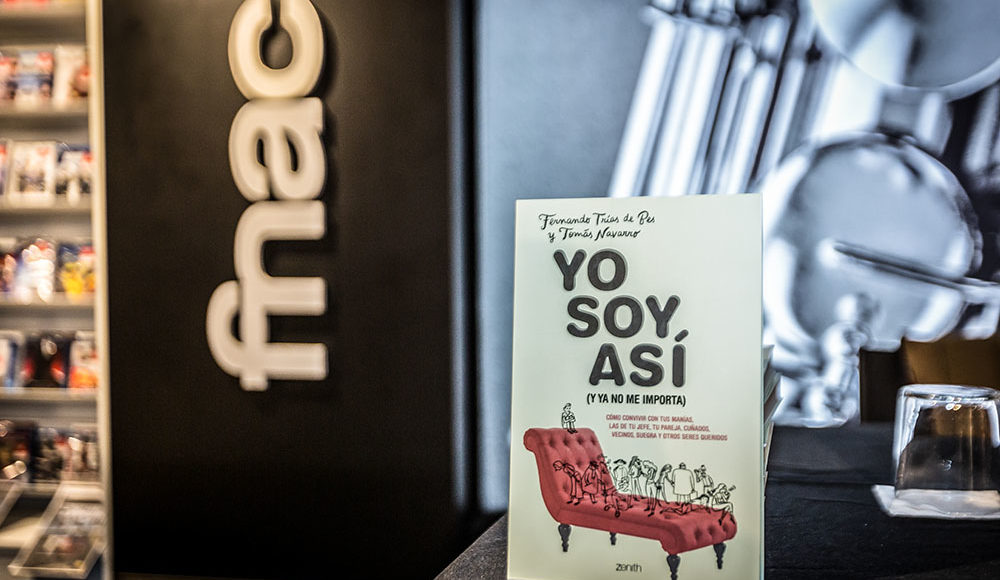 fnac
Fernando Trías de Bes
y Tomás Navarro
YO
SOY
ASÍ
(Y YA NO ME IMPORTA)
CÓMO CONVIVIR CON TUS MANÍAS,
LAS DE TU JEFE, TU PAREJA, CUÑADOS,
VECINOS, SUEGRA Y OTROS SERES QUERIDOS
zenith